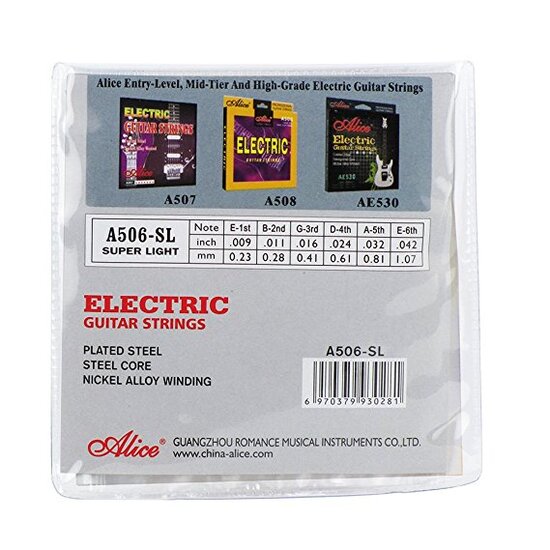 Alice Entry-Level, Mid-Tier And High-Grade Electric Guitar Strings
ELECTRIC
GUITAR STRINGS
Alice
A508
ELECTRIC
GUITAR STRINGS
Alice
Electric
Guitar Strings
AE530
A507 A508 AE530
A506-SL
SUPER LIGHT
Note E-1st B-2nd G-3rd D-4th A-5th E-6th
inch .009 .011 .016 .024 .032 .042
mm 0.23 0.28 0.41 0.61 0.81 1.07
ELECTRIC
GUITAR STRINGS
PLATED STEEL
STEEL CORE
NICKEL ALLOY WINDING
A506-SL
6 970379 930281
Alice®
GUANGZHOU ROMANCE MUSICAL INSTRUMENTS CO.,LTD.
www.china-alice.com